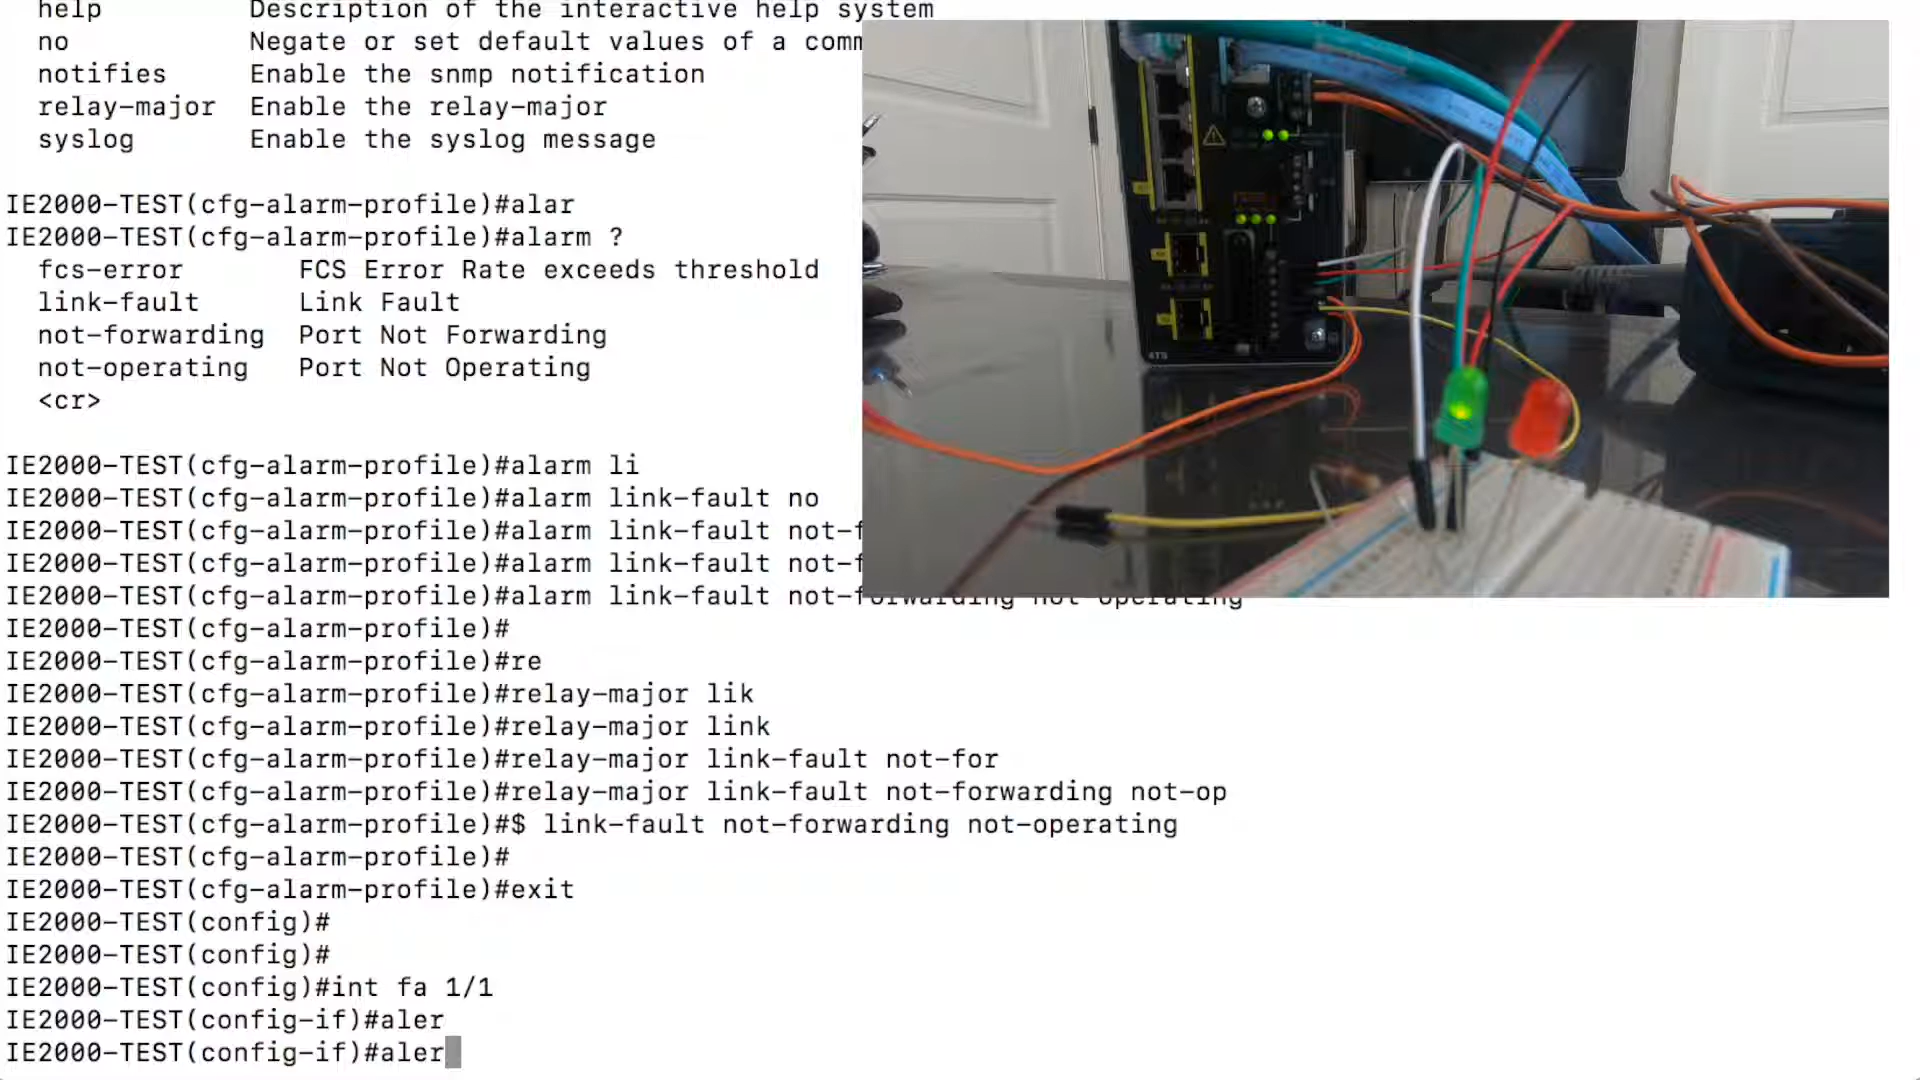 help Description of the interactive help system
no Negate or set default values of a comm
notifies Enable the snmp notification
relay-major Enable the relay-major
syslog Enable the syslog message
IE2000-TEST(cfg-alarm-profile)#alar
IE2000-TEST(cfg-alarm-profile)#alarm ?
fcs-error FCS Error Rate exceeds threshold
link-fault Link Fault
not-forwarding Port Not Forwarding
not-operating Port Not Operating
<cr>
IE2000-TEST(cfg-alarm-profile)#alarm li
IE2000-TEST(cfg-alarm-profile)#alarm link-fault no
IE2000-TEST(cfg-alarm-profile)#alarm link-fault not-f
IE2000-TEST(cfg-alarm-profile)#alarm link-fault not-f
IE2000-TEST(cfg-alarm-profile)#alarm link-fault not-forwarding not operating
IE2000-TEST(cfg-alarm-profile)#
IE2000-TEST(cfg-alarm-profile)#re
IE2000-TEST(cfg-alarm-profile)#relay-major lik
IE2000-TEST(cfg-alarm-profile)#relay-major link
IE2000-TEST(cfg-alarm-profile)#relay-major link-fault not-for
IE2000-TEST(cfg-alarm-profile)#relay-major link-fault not-forwarding not-op
IE2000-TEST(cfg-alarm-profile)#$ link-fault not-forwarding not-operating
IE2000-TEST(cfg-alarm-profile)#
IE2000-TEST(cfg-alarm-profile)#exit
IE2000-TEST(config)#
IE2000-TEST(config)#
IE2000-TEST(config)#int fa 1/1
IE2000-TEST(config-if)#aler
IE2000-TEST(config-if)#aler